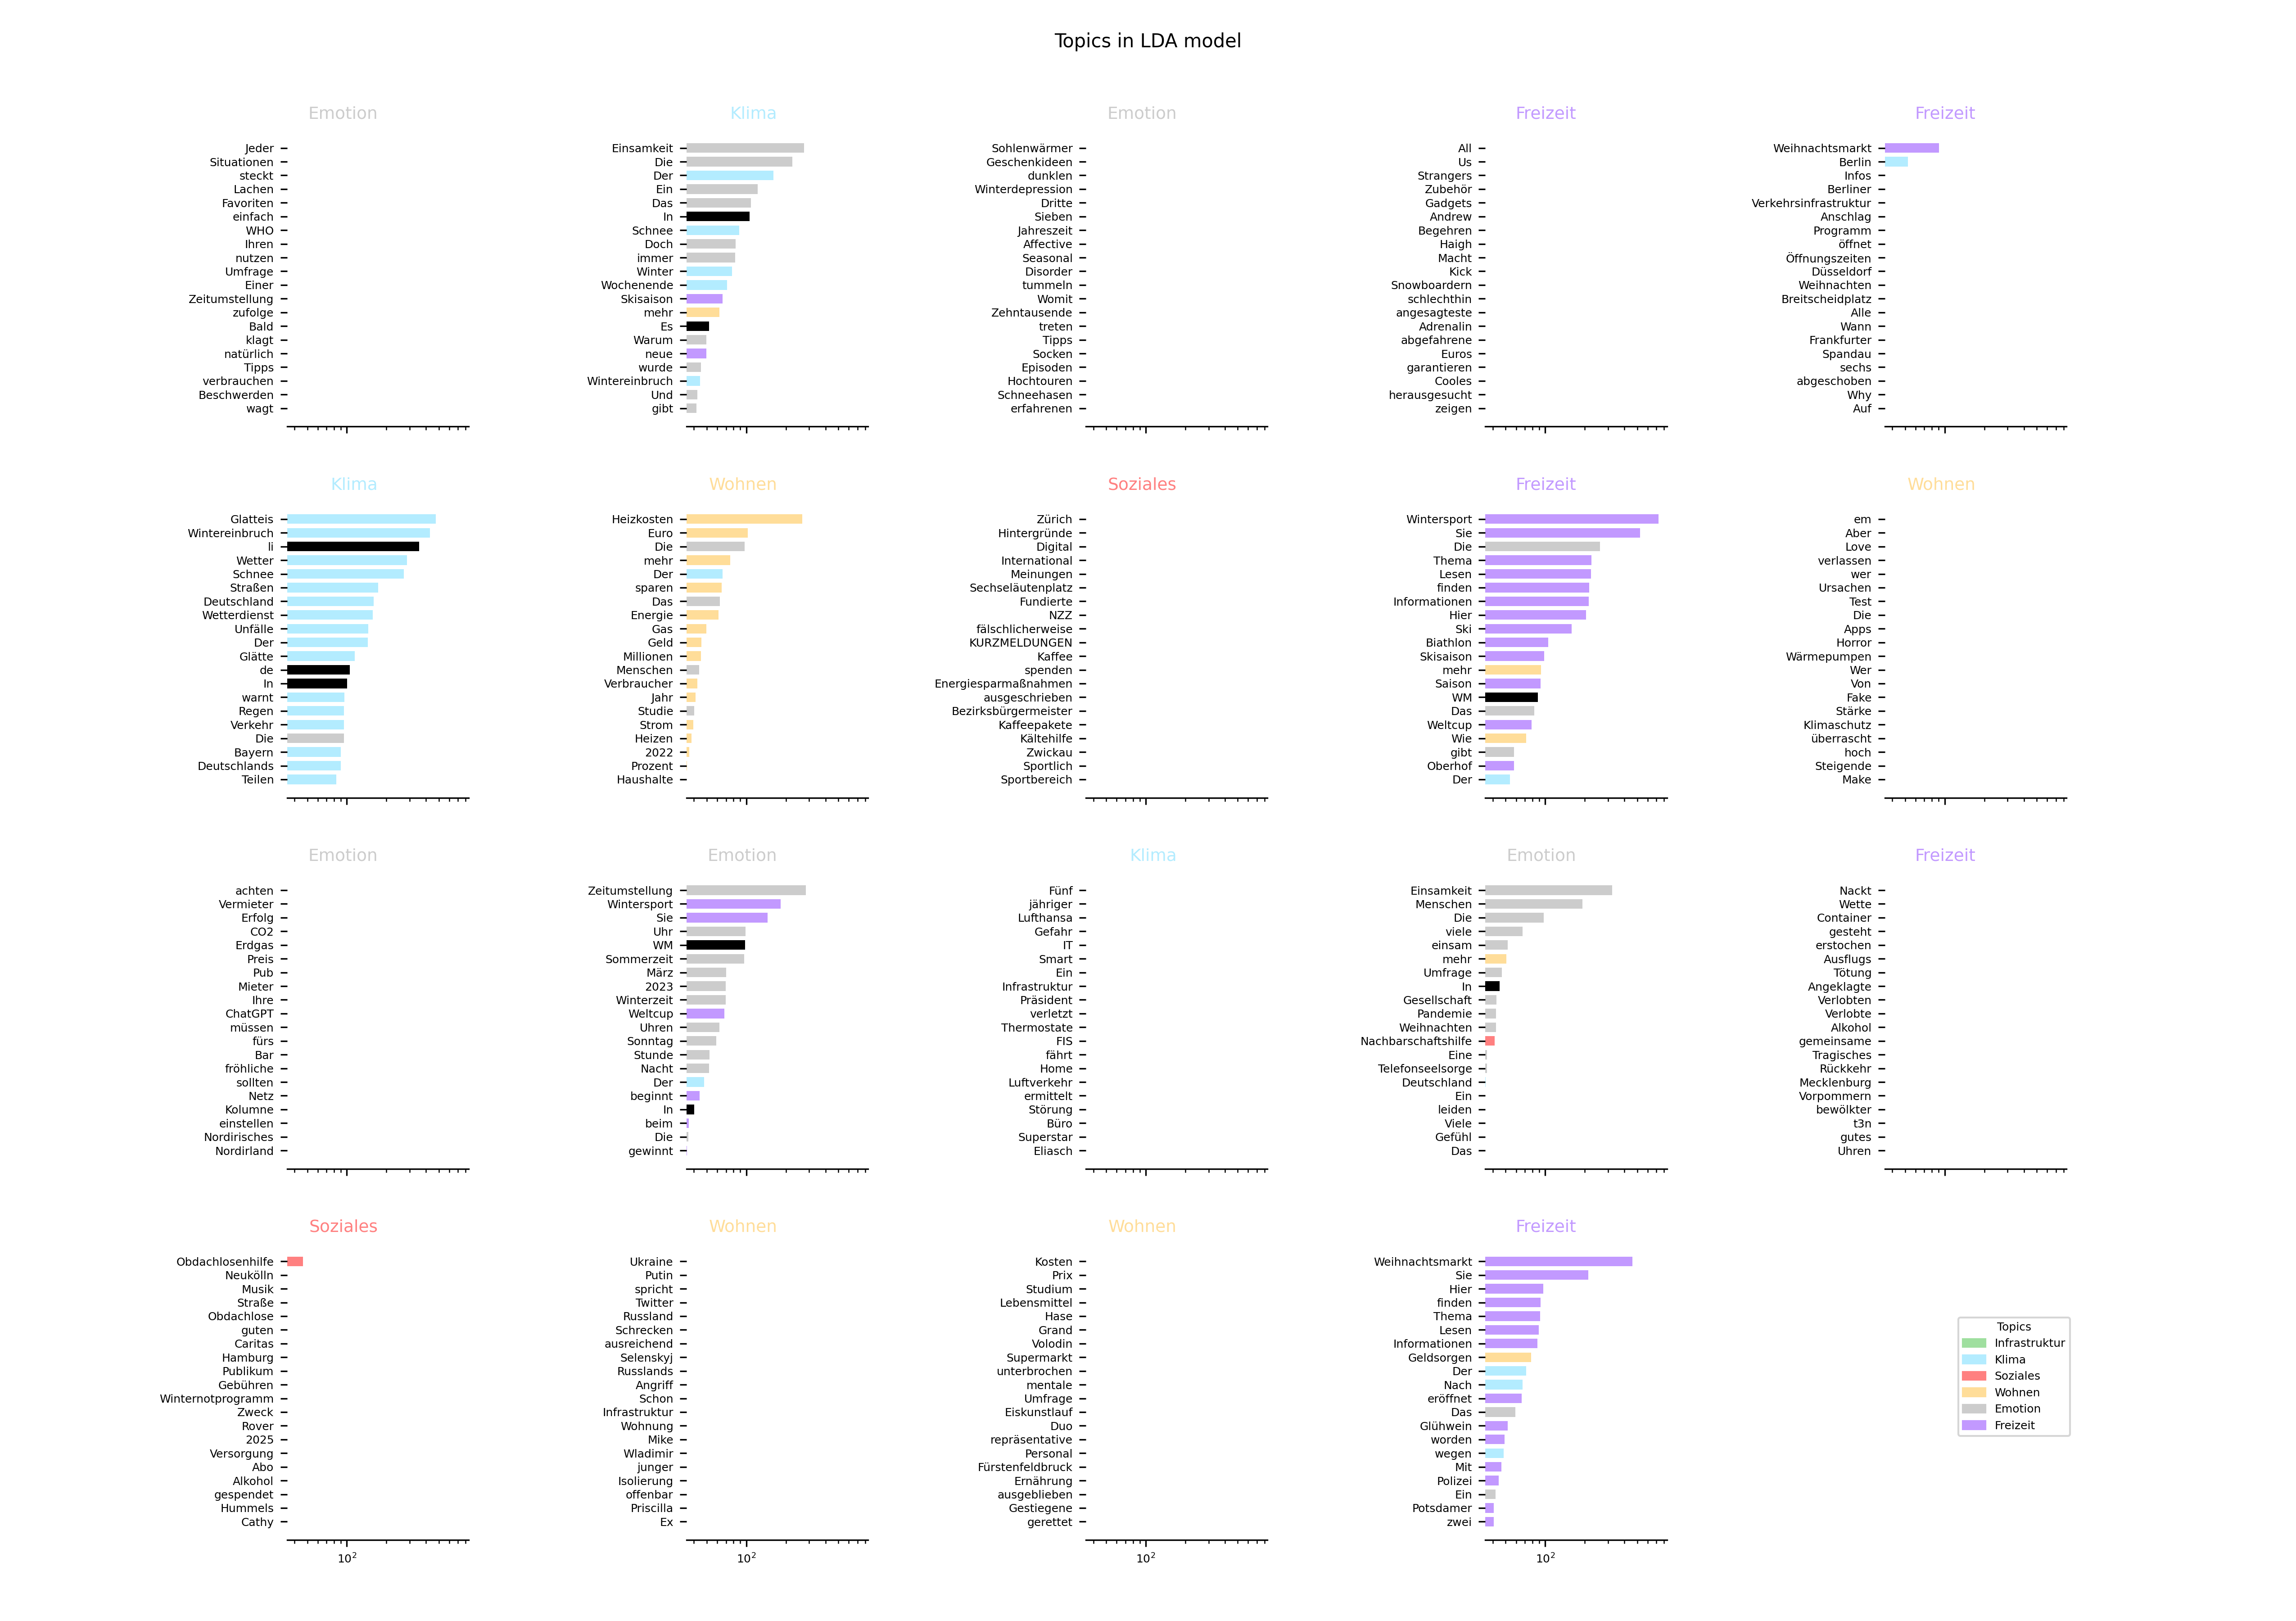 Topics in LDA model
Emotion
Jeder
Situationen
steckt
Lachen
Favoriten
einfach
WHO
Ihren
nutzen
Umfrage
Einer
Zeitumstellung
zufolge
Bald
klagt
natürlich
Tipps
verbrauchen
Beschwerden
wagt
Klima
Einsamkeit
Die
Der
Ein
Das
In
Schnee
Doch
immer
Winter
Wochenende
Skisaison
mehr
Es
Warum
neue
wurde
Wintereinbruch
Und
gibt
Emotion
Sohlenwärmer
Geschenkideen
dunklen
Winterdepression
Dritte
Sieben
Jahreszeit
Affective
Seasonal
Disorder
tummeln
Womit
Zehntausende
treten
Tipps
Socken
Episoden
Hochtouren
Schneehasen
erfahrenen
Freizeit
All
Us
Strangers
Zubehör
Gadgets
Andrew
Begehren
Haigh
Macht
Kick
Snowboardern
schlechthin
angesagteste
Adrenalin
abgefahrene
Euros
garantieren
Cooles
herausgesucht
zeigen
Freizeit
Weihnachtsmarkt
Berlin
Infos
Berliner
Verkehrsinfrastruktur
Anschlag
Programm
öffnet
Öffnungszeiten
Düsseldorf
Weihnachten
Breitscheidplatz
Alle
Wann
Frankfurter
Spandau
sechs
abgeschoben
Why
Auf
Klima
Glatteis
Wintereinbruch
li
Wetter
Schnee
Straßen
Deutschland
Wetterdienst
Unfälle
Der
Glätte
de
In
warnt
Regen
Verkehr
Die
Bayern
Deutschlands
Teilen
Wohnen
Heizkosten
Euro
Die
mehr
Der
sparen
Das
Energie
Gas
Geld
Millionen
Menschen
Verbraucher
Jahr
Studie
Strom
Heizen
2022
Prozent
Haushalte
Soziales
Zürich
Hintergründe
Digital
International
Meinungen
Sechseläutenplatz
Fundierte
NZZ
fälschlicherweise
KURZMELDUNGEN
Kaffee
spenden
Energiesparmaßnahmen
ausgeschrieben
Bezirksbürgermeister
Kaffeepakete
Kältehilfe
Zwickau
Sportlich
Sportbereich
Freizeit
Wintersport
Sie
Die
Thema
Lesen
finden
Informationen
Hier
Ski
Biathlon
Skisaison
mehr
Saison
WM
Das
Weltcup
Wie
gibt
Oberhof
Der
Wohnen
em
Aber
Love
verlassen
wer
Ursachen
Test
Die
Apps
Horror
Wärmepumpen
Wer
Von
Fake
Stärke
Klimaschutz
überrascht
hoch
Steigende
Make
Emotion
achten
Vermieter
Erfolg
CO2
Erdgas
Preis
Pub
Mieter
Ihre
ChatGPT
müssen
fürs
Bar
fröhliche
sollten
Netz
Kolumne
einstellen
Nordirisches
Nordirland
Emotion
Zeitumstellung
Wintersport
Sie
Uhr
WM
Sommerzeit
März
2023
Winterzeit
Weltcup
Uhren
Sonntag
Stunde
Nacht
Der
beginnt
In
beim
Die
gewinnt
Klima
Fünf
jähriger
Lufthansa
Gefahr
IT
Smart
Ein
Infrastruktur
Präsident
verletzt
Thermostate
FIS
fährt
Home
Luftverkehr
ermittelt
Störung
Büro
Superstar
Eliasch
Emotion
Einsamkeit
Menschen
Die
viele
einsam
mehr
Umfrage
In
Gesellschaft
Pandemie
Weihnachten
Nachbarschaftshilfe
Eine
Telefonseelsorge
Deutschland
Ein
leiden
Viele
Gefühl
Das
Freizeit
Nackt
Wette
Container
gesteht
erstochen
Ausflugs
Tötung
Angeklagte
Verlobten
Verlobte
Alkohol
gemeinsame
Tragisches
Rückkehr
Mecklenburg
Vorpommern
bewölkter
t3n
gutes
Uhren
Soziales
Obdachlosenhilfe
Neukölln
Musik
Straße
Obdachlose
guten
Caritas
Hamburg
Publikum
Gebühren
Winternotprogramm
Zweck
Rover
2025
Versorgung
Abo
Alkohol
gespendet
Hummels
Cathy
10²
Wohnen
Ukraine
Putin
spricht
Twitter
Russland
Schrecken
ausreichend
Selenskyj
Russlands
Angriff
Schon
Infrastruktur
Wohnung
Mike
Wladimir
junger
Isolierung
offenbar
Priscilla
Ex
10²
Wohnen
Kosten
Prix
Studium
Lebensmittel
Hase
Grand
Volodin
Supermarkt
unterbrochen
mentale
Umfrage
Eiskunstlauf
Duo
repräsentative
Personal
Fürstenfeldbruck
Ernährung
ausgeblieben
Gestiegene
gerettet
10²
Freizeit
Weihnachtsmarkt
Sie
Hier
finden
Thema
Lesen
Informationen
Geldsorgen
Der
Nach
eröffnet
Das
Glühwein
worden
wegen
Mit
Polizei
Ein
Potsdamer
zwei
10²
Topics
Infrastruktur
Klima
Soziales
Wohnen
Emotion
Freizeit